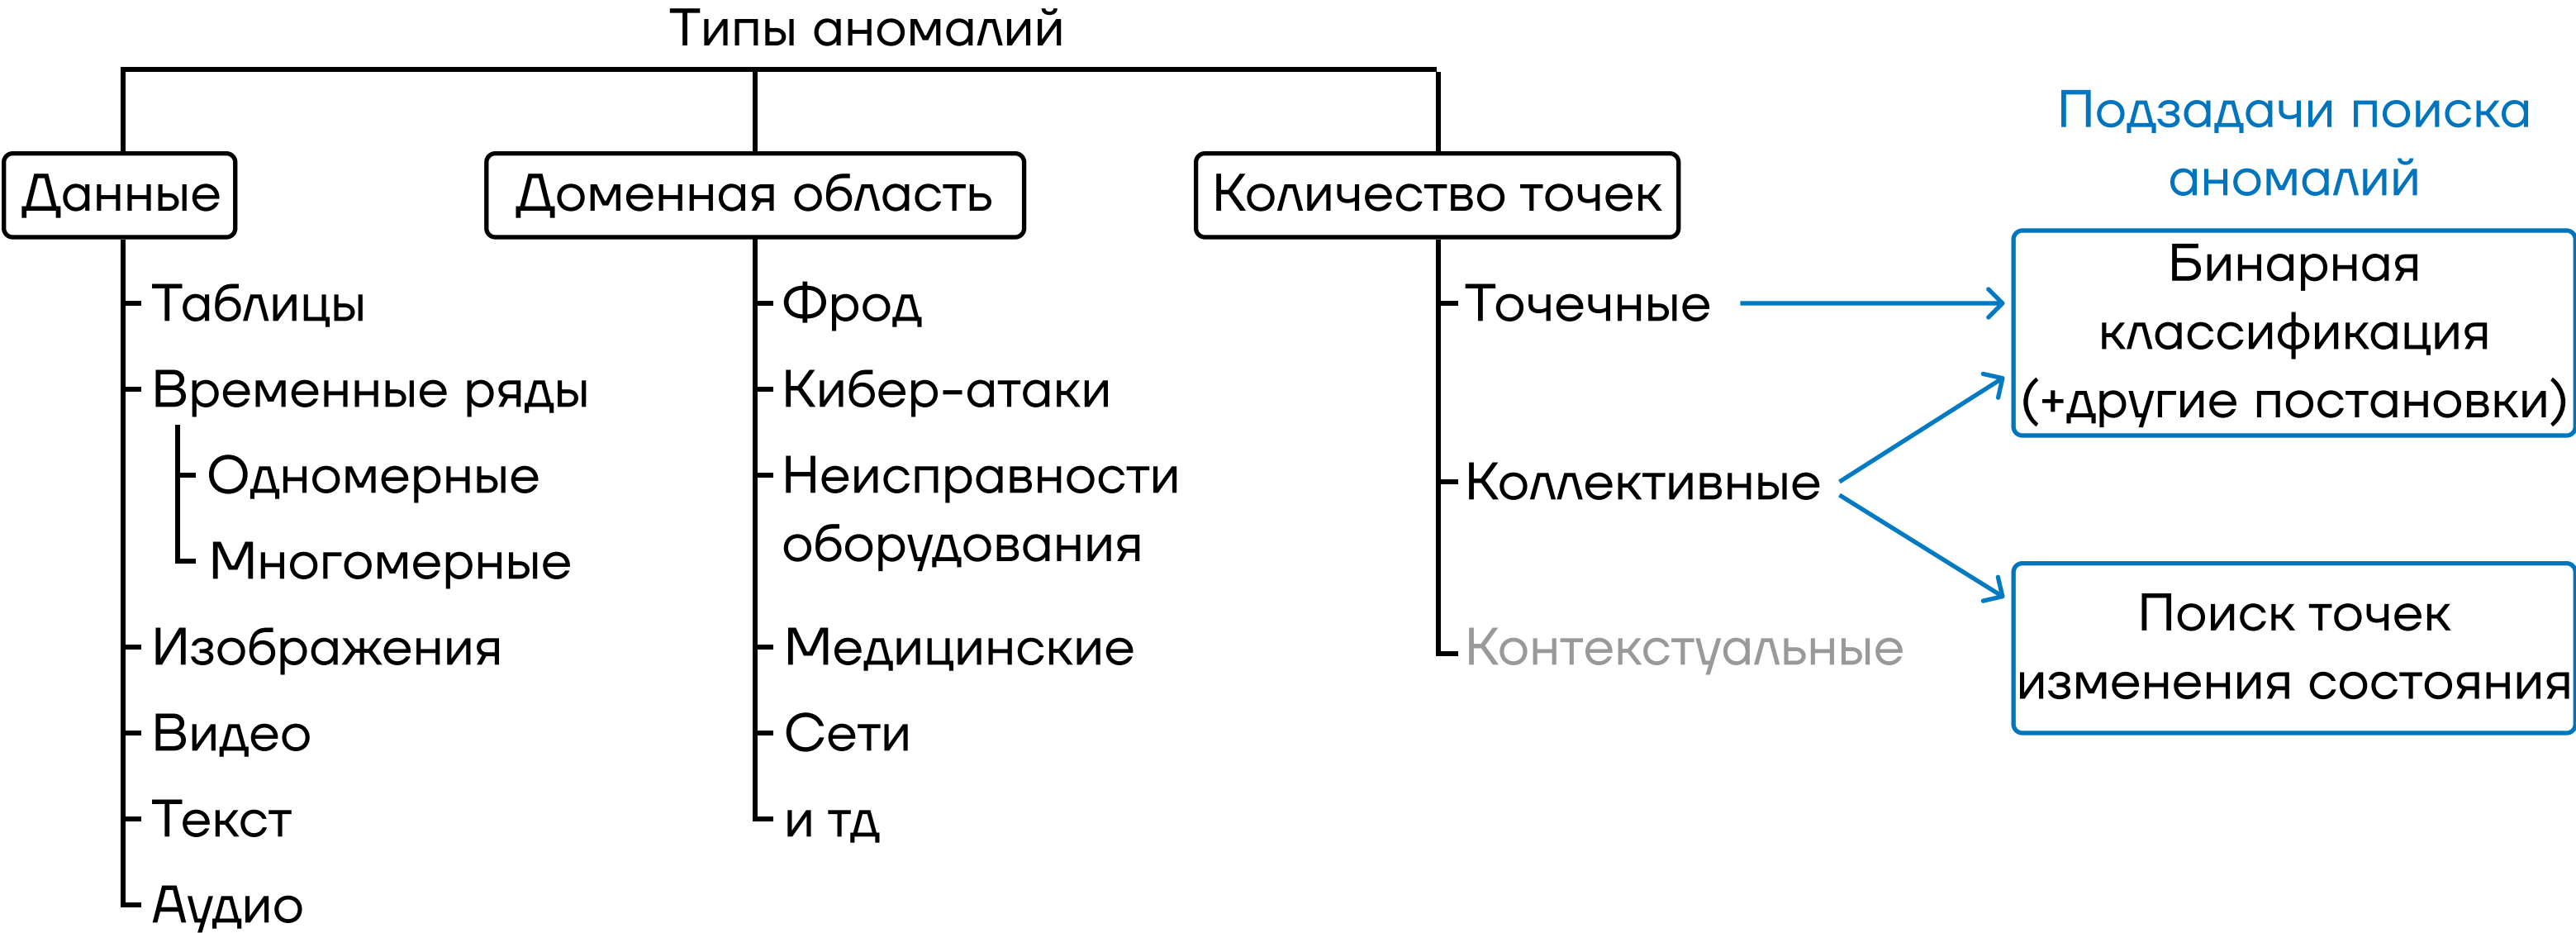 Типы аномалий
Данные
Таблицы
Временные ряды
Одномерные
Многомерные
Изображения
Видео
Текст
Аудио
Доменная область
Фрод
Кибер-атаки
Неисправности
оборудования
Медицинские
Сети
и тд
Количество точек
Точечные
Коллективные
Контекстуальные
Подзадачи поиска
аномалий
Бинарная
классификация
(+другие постановки)
Поиск точек
изменения состояния